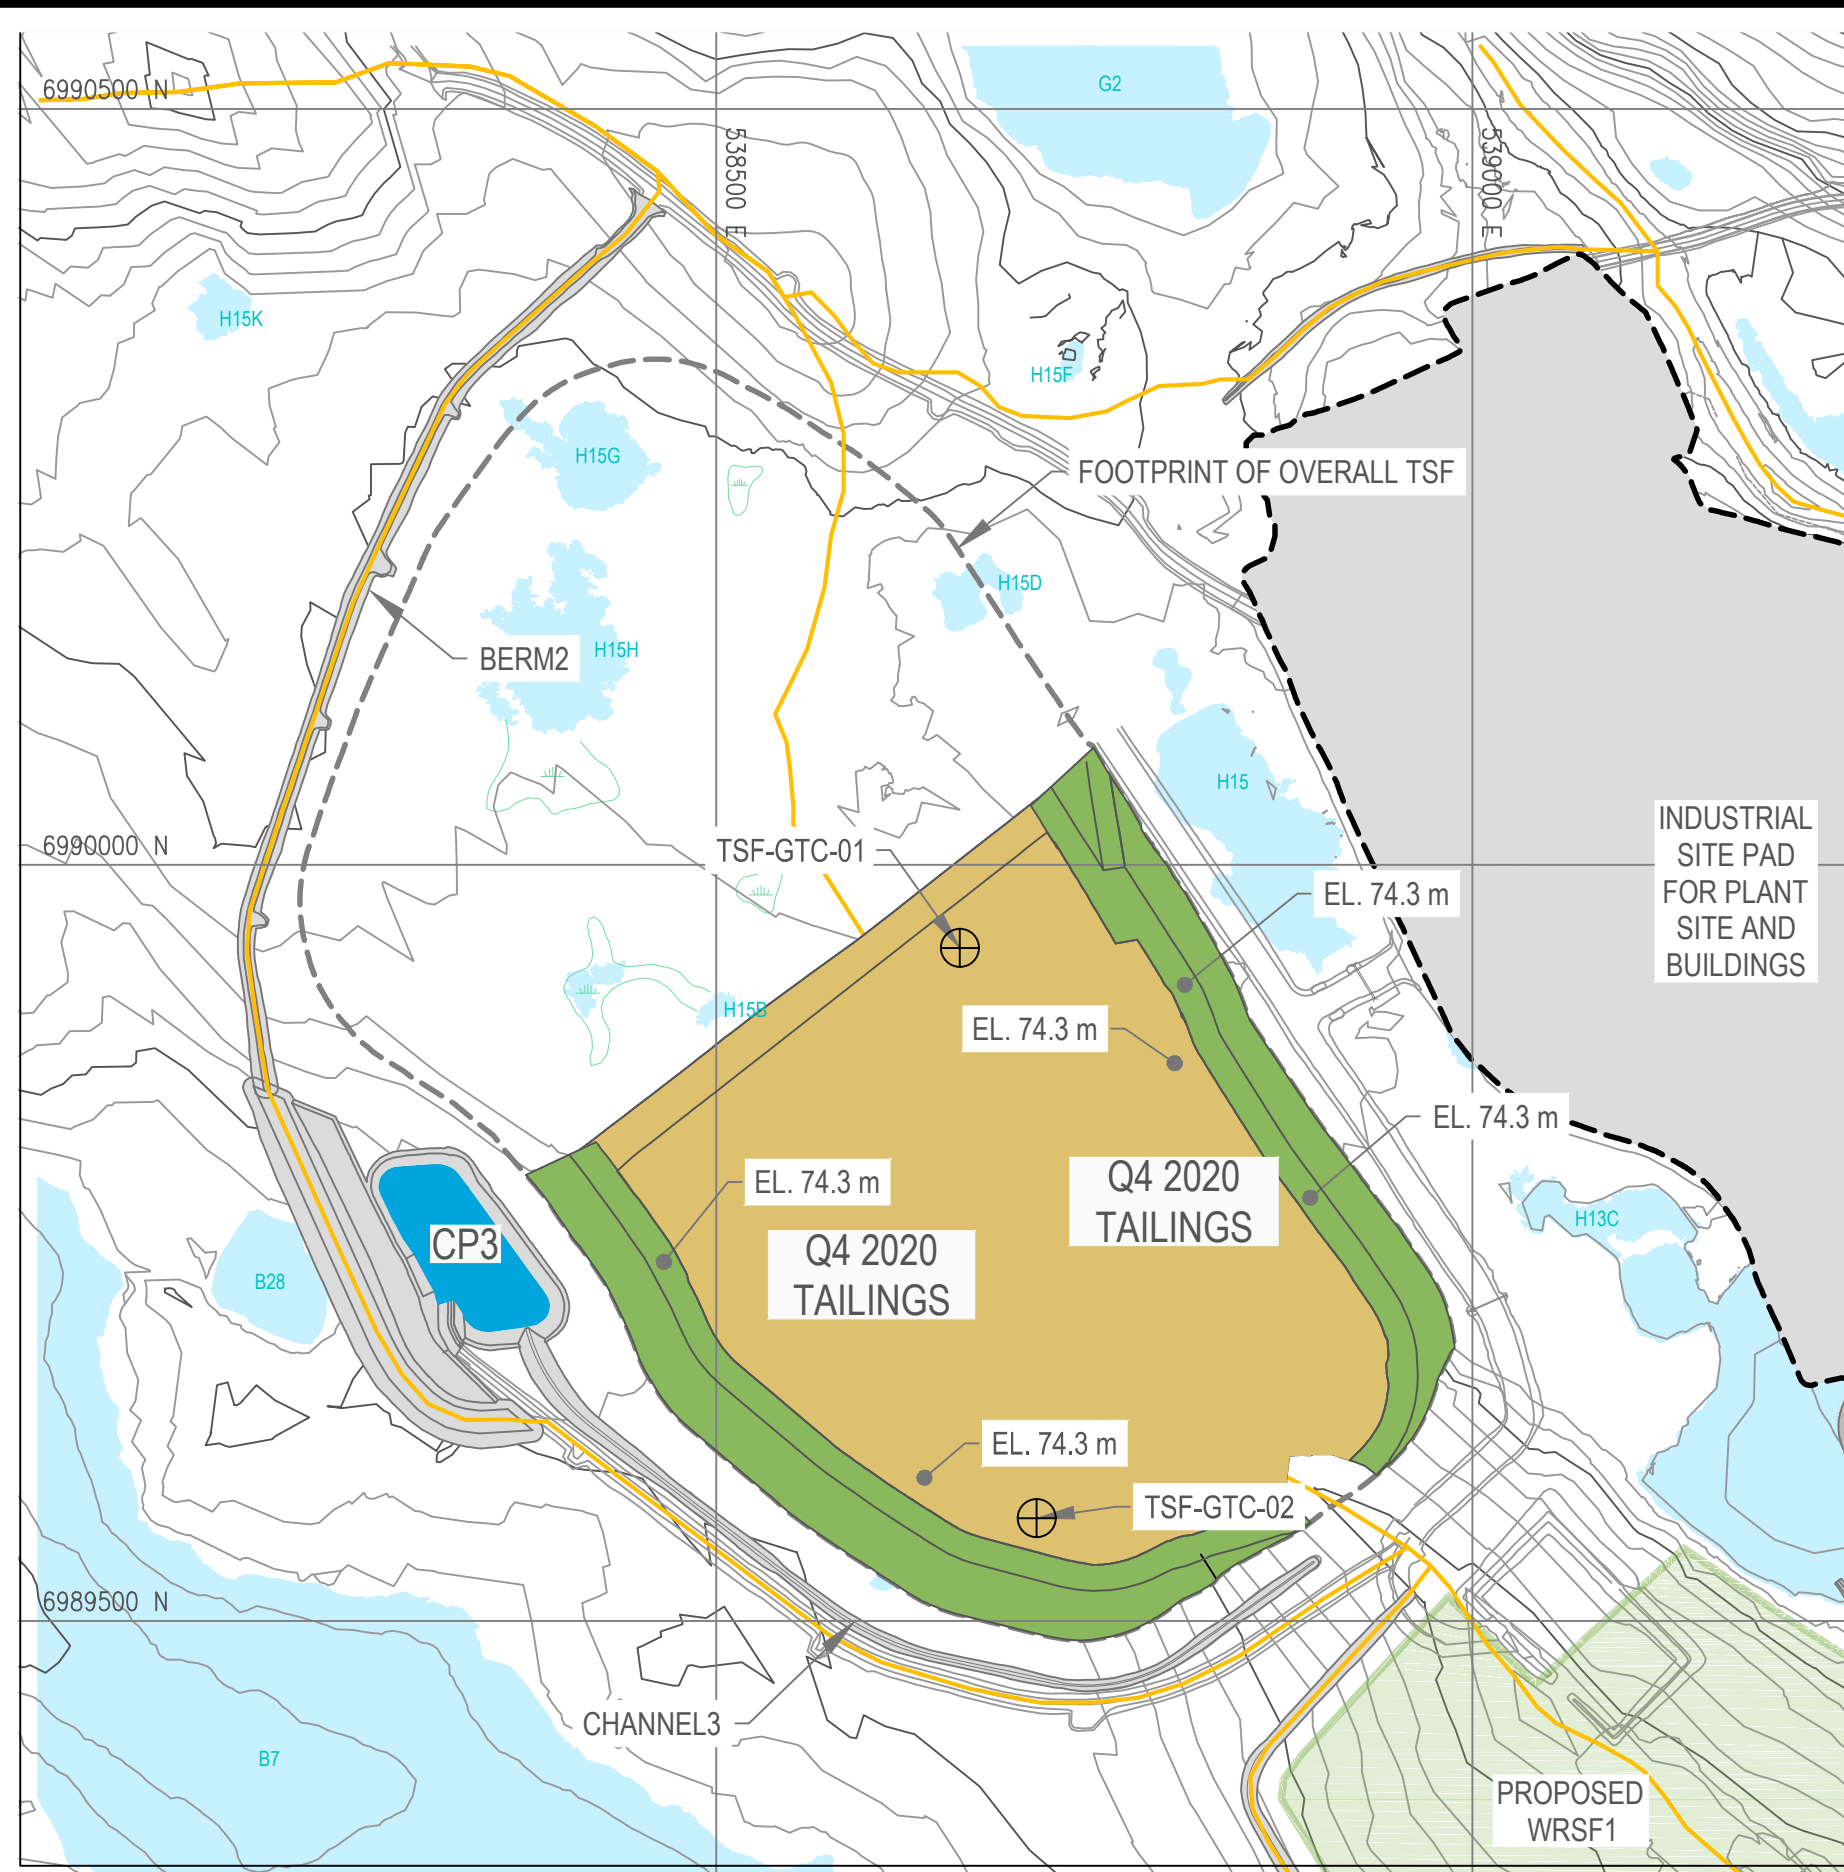 G2
6990500 N
538500 E
539000 E
H15K
H15F
H15G
FOOTPRINT OF OVERALL TSF
H15D
H15H
BERM2
H15
6990000 N
TSF-GTC-01
EL. 74.3 m
INDUSTRIAL
SITE PAD
FOR PLANT
SITE AND
BUILDINGS
H15B
EL. 74.3 m
EL. 74.3 m
EL. 74.3 m
Q4 2020
TAILINGS
H13C
CP3
Q4 2020
TAILINGS
B28
EL. 74.3 m
TSF-GTC-02
6989500 N
CHANNEL3
B7
PROPOSED
WRSF1